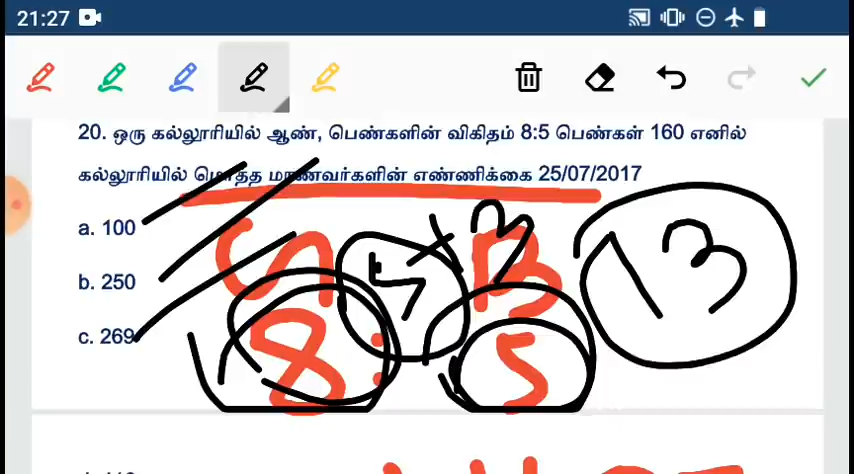 21:27
20. ஒரு கல்லூரியில் ஆண், பெண்களின் விகிதம் 8:5 பெண்கள் 160 எனில்
கல்லூரியில் மொத்த மாணவர்களின் எண்ணிக்கை 25/07/2017
a. 100
b. 250
c. 269
13
8 : 5